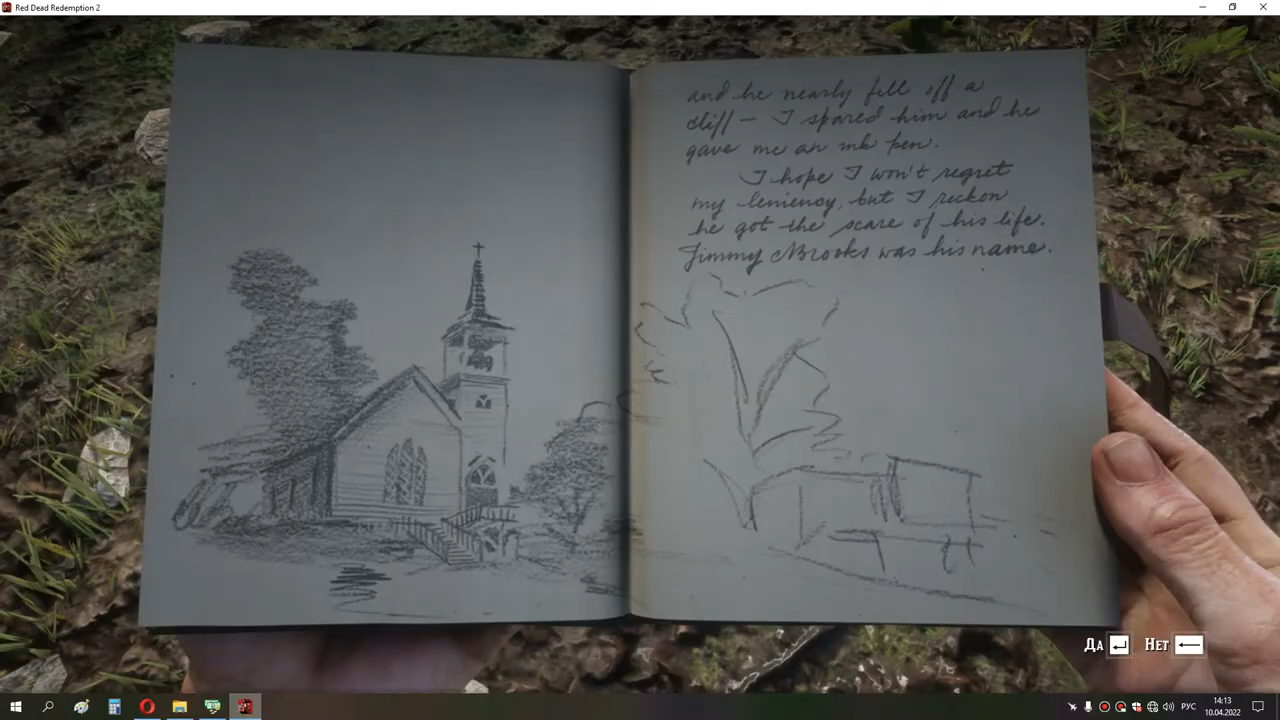 Red Dead Redemption 2
and he nearly fell off a
cliff – I spared him and he
gave me an ink pen.
I hope I won't regret
my leniency, but I reckon
he got the scare of his life.
Jimmy Brooks was his name.
Да Нет
14:13
РУС
10.04.2022